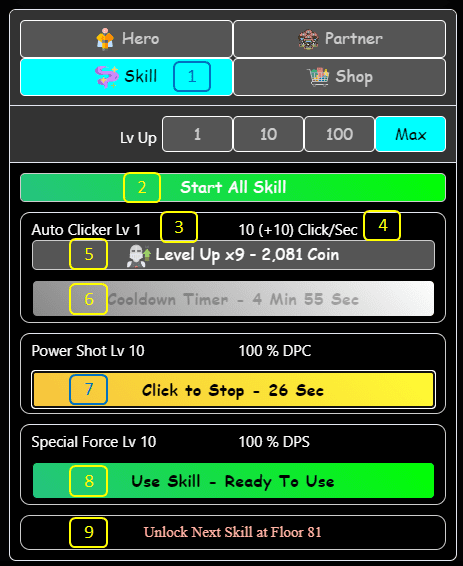 Hero Partner
Skill 1 Shop
Lv Up 1 10 100 Max
2 Start All Skill
Auto Clicker Lv 1 3 10 (+10) Click/Sec 4
5 Level Up x9 - 2,081 Coin
6 Cooldown Timer - 4 Min 55 Sec
Power Shot Lv 10 100 % DPC
7 Click to Stop - 26 Sec
Special Force Lv 10 100 % DPS
8 Use Skill - Ready To Use
9 Unlock Next Skill at Floor 81